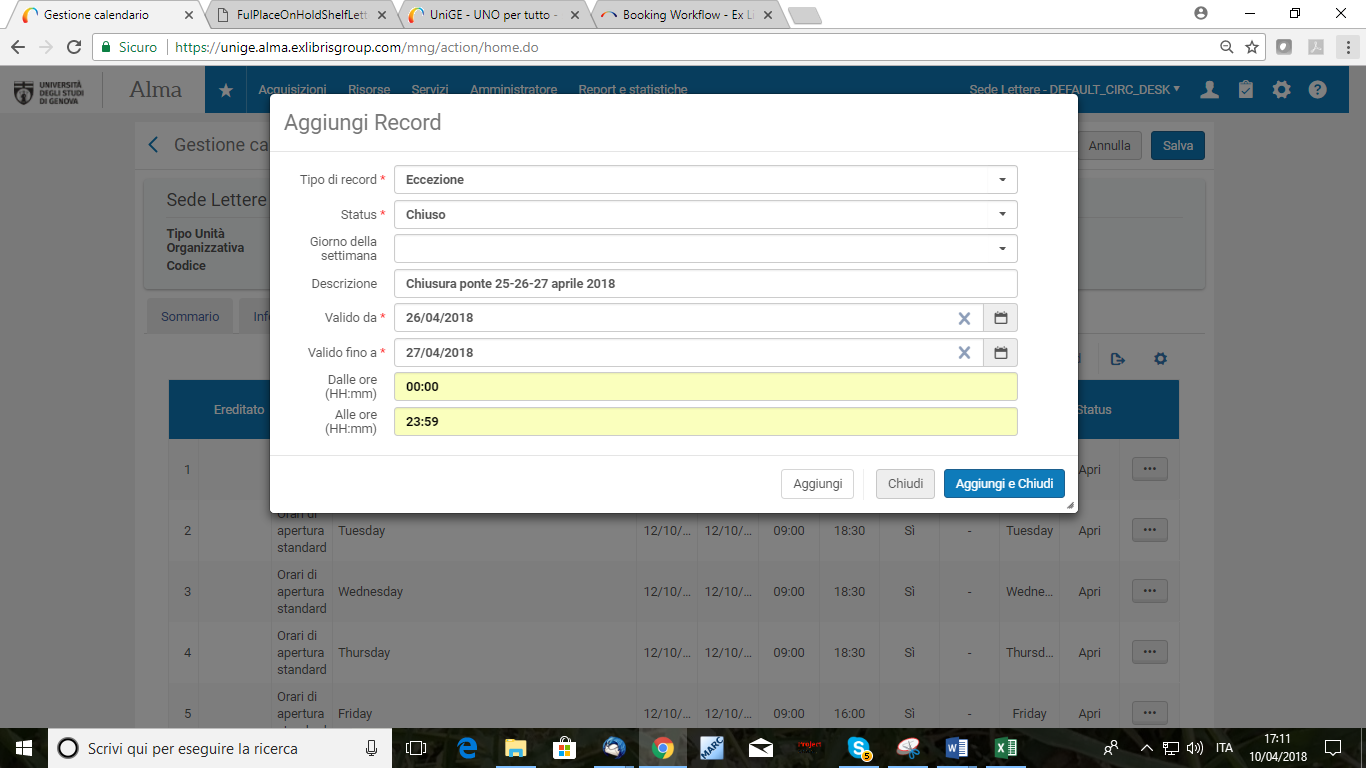 Gestione calendario
FulPlaceOnHoldShelfLett
UniGE - UNO per tutto -
Booking Workflow - Ex Li
Sicuro
https://unige.alma.exlibrisgroup.com/mng/action/home.do
UNIVERSITÀ
DEGLI STUDI
DI GENOVA
Alma
Acquisizioni Risorse Servizi Amministratore Report e statistiche
Sede Lettere - DEFAULT_CIRC_DESK
Gestione ca
Annulla
Salva
Sede Lettere
Tipo Unità
Organizzativa
Codice
Sommario
Inf
Aggiungi Record
Tipo di record * Eccezione
Status * Chiuso
Giorno della
settimana
Descrizione Chiusura ponte 25-26-27 aprile 2018
Valido da * 26/04/2018
Valido fino a * 27/04/2018
Dalle ore
(HH:mm) 00:00
Alle ore
(HH:mm) 23:59
Aggiungi
Chiudi
Aggiungi e Chiudi
Ereditato
Status
1 Apri
2 Orari di apertura standard Tuesday 12/10/... 12/10/... 09:00 18:30 Sì - Tuesday Apri
3 Orari di apertura standard Wednesday 12/10/... 12/10/... 09:00 18:30 Sì - Wedne... Apri
4 Orari di apertura standard Thursday 12/10/... 12/10/... 09:00 18:30 Sì - Thursd... Apri
5 Orari di apertura Friday 12/10/... 12/10/... 09:00 16:00 Sì - Friday Apri
Scrivi qui per eseguire la ricerca
MARC
5
ITA
17:11
10/04/2018